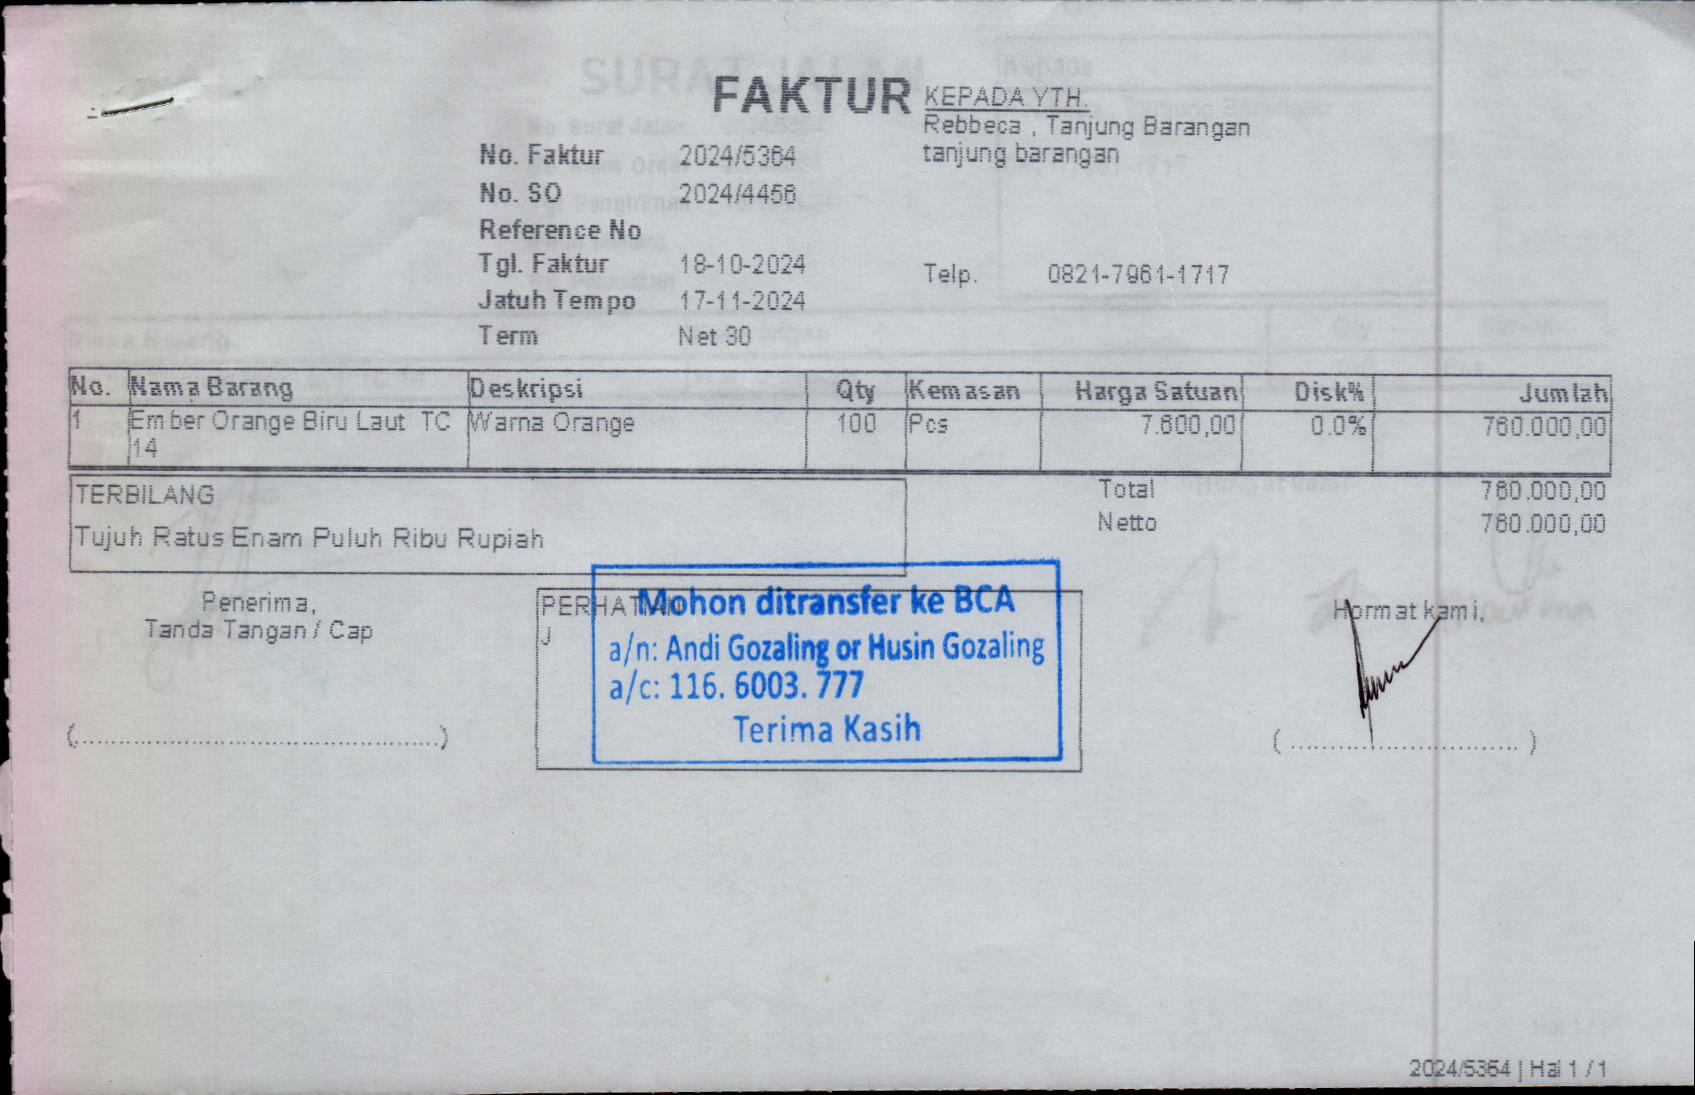 FAKTUR
KEPADA YTH.
Rebbeca , Tanjung Barangan
tanjung barangan
No. Faktur 2024/5364
No. SO 2024/4456
Reference No
Tgl. Faktur 18-10-2024
Telp. 0821-7961-1717
Jatuh Tempo 17-11-2024
Term Net 30
No. Nama Barang Deskripsi Qty Kemasan Harga Satuan Disk% Jumlah
1 Ember Orange Biru Laut TC Warna Orange 100 Pcs 7.600,00 0.0% 760.000,00
14
TERBILANG
Tujuh Ratus Enam Puluh Ribu Rupiah
Total 760.000,00
Netto 760.000,00
Penerima,
Tanda Tangan / Cap
PERHATIAN
J
Mohon ditransfer ke BCA
a/n: Andi Gozaling or Husin Gozaling
a/c: 116. 6003. 777
Terima Kasih
Hormat kami,
2024/5364 | Hal 1 / 1